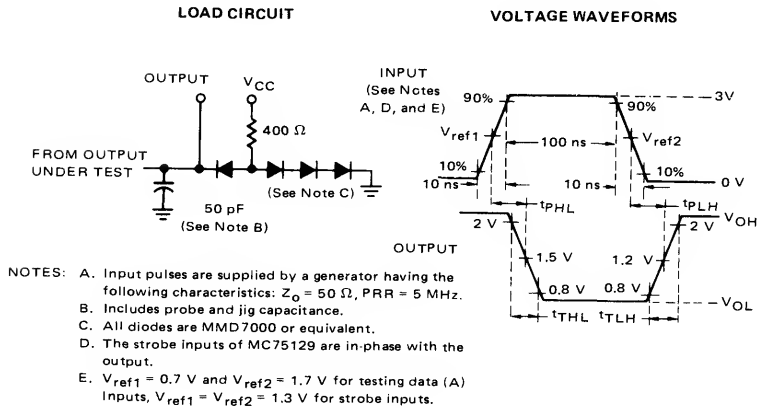 LOAD CIRCUIT
VOLTAGE WAVEFORMS
OUTPUT
VCC
400 Ω
FROM OUTPUT
UNDER TEST
(See Note C)
50 pF
(See Note B)
INPUT
(See Notes
A, D, and E)
90%
90%
3V
Vref1
100 ns
Vref2
10%
10%
10 ns
10 ns
0 V
tPHL
tPLH
VOH
2 V
2 V
OUTPUT
1.5 V
1.2 V
0.8 V
0.8 V
VOL
tTHL
tTLH
NOTES: A. Input pulses are supplied by a generator having the
following characteristics: Zo = 50 Ω, PRR = 5 MHz.
B. Includes probe and jig capacitance.
C. All diodes are MMD7000 or equivalent.
D. The strobe inputs of MC75129 are in-phase with the
output.
E. Vref1 = 0.7 V and Vref2 = 1.7 V for testing data (A)
Inputs, Vref1 = Vref2 = 1.3 V for strobe inputs.